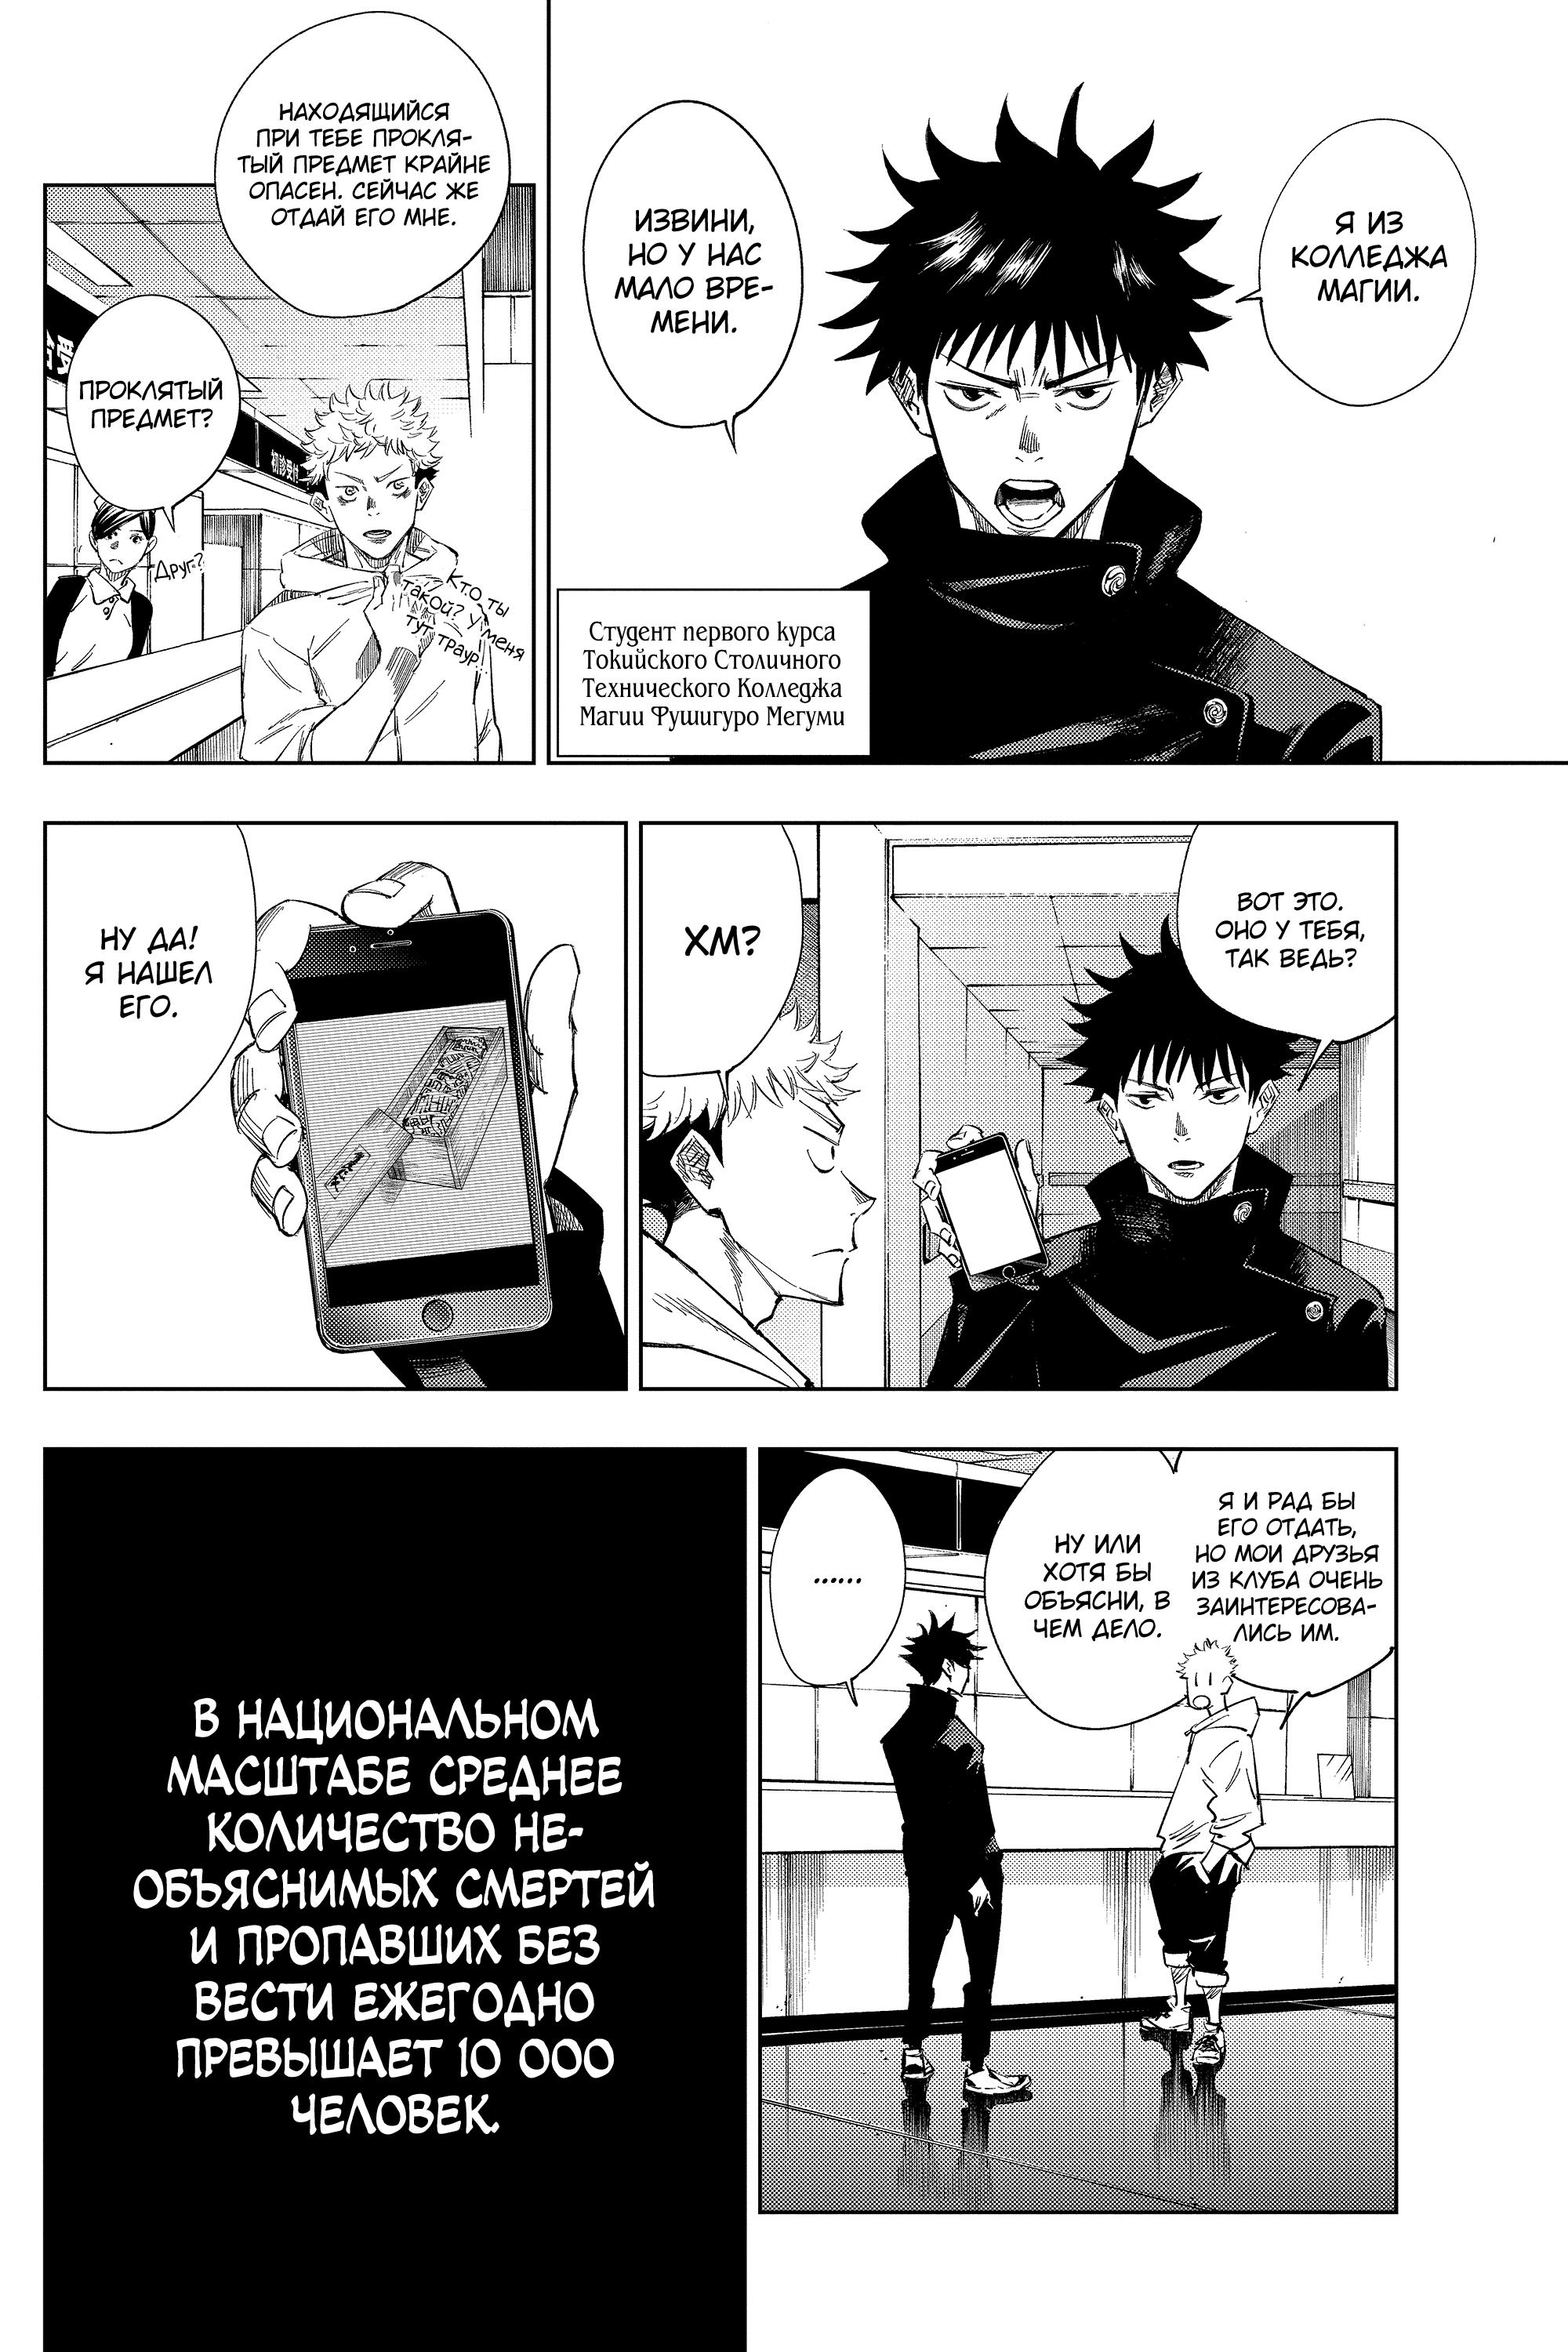 Я ИЗ
КОЛЛЕДЖА
МАГИИ.
ИЗВИНИ,
НО У НАС
МАЛО ВРЕ-
МЕНИ.
Студент первого курса
Токийского Столичного
Технического Колледжа
Магии Фушигуро Мегуми
НАХОДЯЩИЙСЯ
ПРИ ТЕБЕ ПРОКЛЯ-
ТЫЙ ПРЕДМЕТ КРАЙНЕ
ОПАСЕН. СЕЙЧАС ЖЕ
ОТДАЙ ЕГО МНЕ.
ПРОКЛЯТЫЙ
ПРЕДМЕТ?
初診受付
Кто ты
такой? У меня
тут траур...
Друг?
ВОТ ЭТО.
ОНО У ТЕБЯ,
ТАК ВЕДЬ?
ХМ?
НУ ДА!
Я НАШЕЛ
ЕГО.
Я И РАД БЫ
ЕГО ОТДАТЬ,
НО МОИ ДРУЗЬЯ
ИЗ КЛУБА ОЧЕНЬ
ЗАИНТЕРЕСОВА-
ЛИСЬ ИМ.
НУ ИЛИ
ХОТЯ БЫ
ОБЪЯСНИ, В
ЧЕМ ДЕЛО.
......
В НАЦИОНАЛЬНОМ
МАСШТАБЕ СРЕДНЕЕ
КОЛИЧЕСТВО НЕ-
ОБЪЯСНИМЫХ СМЕРТЕЙ
И ПРОПАВШИХ БЕЗ
ВЕСТИ ЕЖЕГОДНО
ПРЕВЫШАЕТ 10 000
ЧЕЛОВЕК.